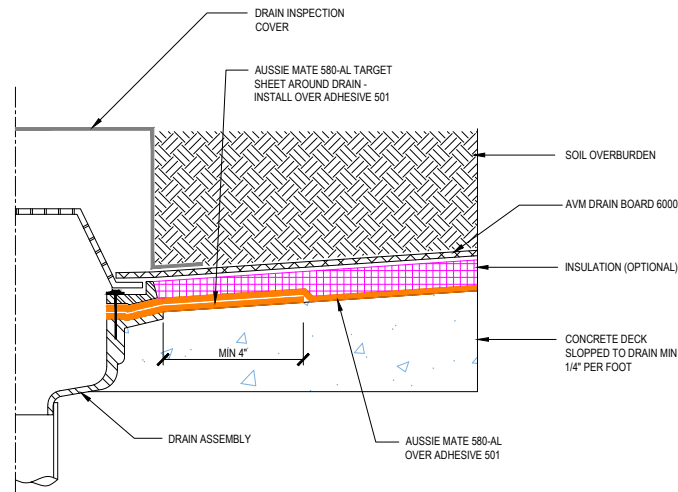 DRAIN INSPECTION
COVER
AUSSIE MATE 580-AL TARGET
SHEET AROUND DRAIN -
INSTALL OVER ADHESIVE 501
SOIL OVERBURDEN
AVM DRAIN BOARD 6000
INSULATION (OPTIONAL)
CONCRETE DECK
SLOPPED TO DRAIN MIN
1/4" PER FOOT
MIN 4"
DRAIN ASSEMBLY
AUSSIE MATE 580-AL
OVER ADHESIVE 501